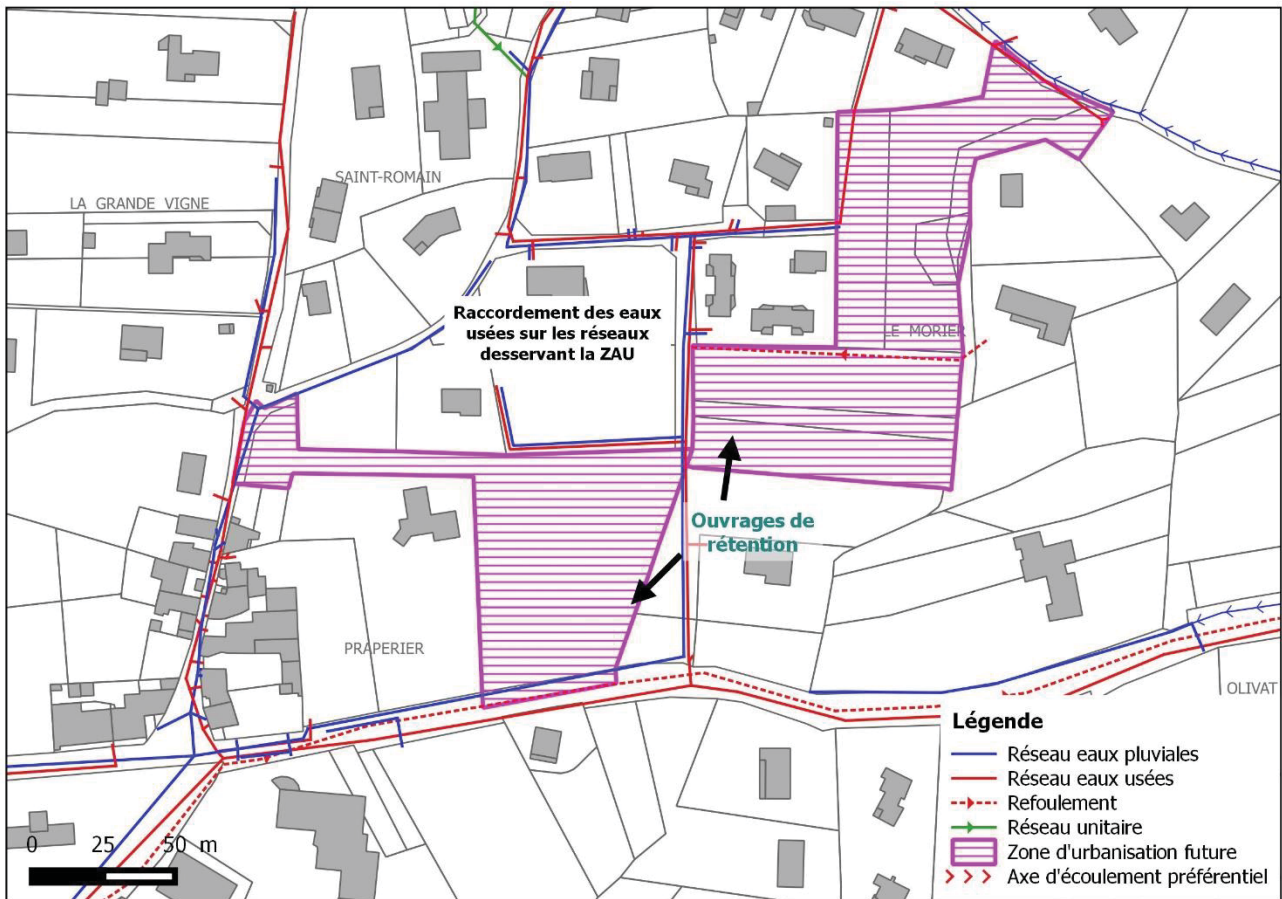 SAINT-ROMAIN
LA GRANDE VIGNE
Raccordement des eaux
usées sur les réseaux
desservant la ZAU
LE MORIER
Ouvrages de
rétention
PRAPERIER
OLIVAT
Légende
Réseau eaux pluviales
Réseau eaux usées
Refoulement
Réseau unitaire
Zone d'urbanisation future
Axe d'écoulement préférentiel
0 25 50 m